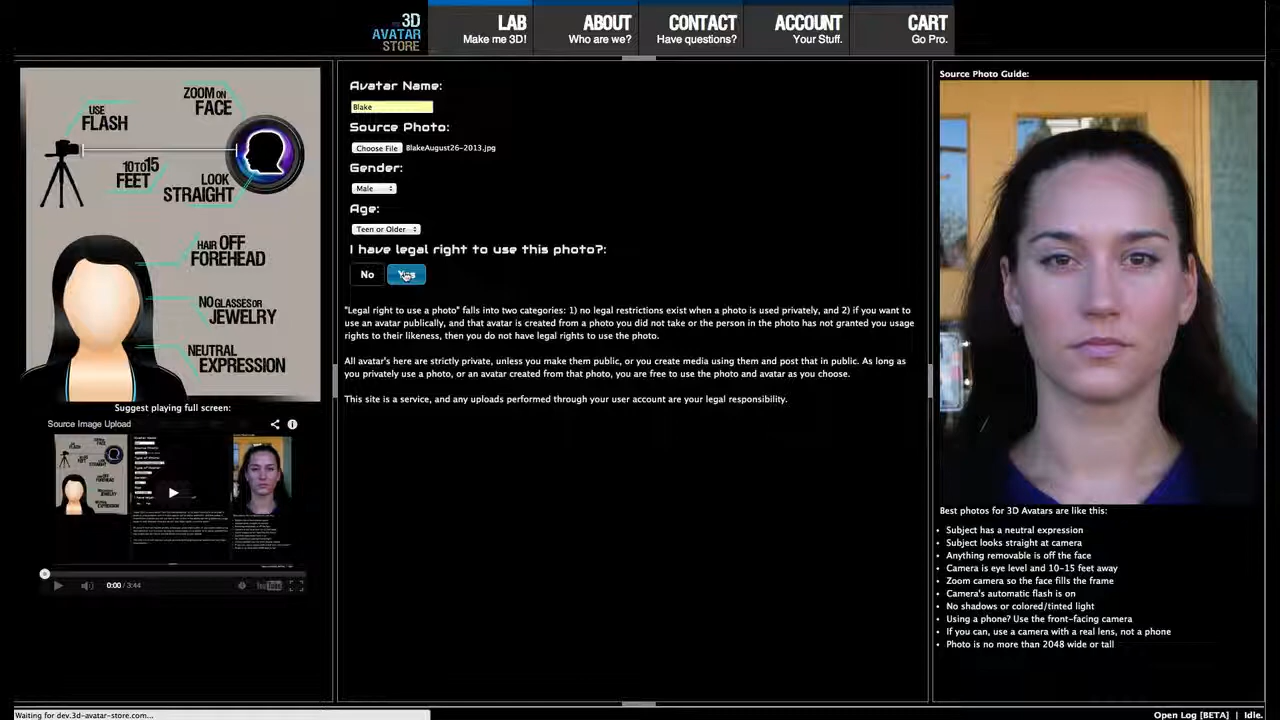 3D
AVATAR
STORE
LAB
Make me 3D!
ABOUT
Who are we?
CONTACT
Have questions?
ACCOUNT
Your Stuff.
CART
Go Pro.
USE
FLASH
ZOOM ON
FACE
10 TO 15
FEET
LOOK
STRAIGHT
HAIR OFF
FOREHEAD
NO GLASSES OR
JEWELRY
NEUTRAL
EXPRESSION
Suggest playing full screen:
Source Image Upload
0:00 / 3:44
YouTube
Avatar Name:
Blake
Source Photo:
Choose File BlakeAugust26-2013.jpg
Gender:
Male
Age:
Teen or Older
I have legal right to use this photo?:
No Yes
"Legal right to use a photo" falls into two categories: 1) no legal restrictions exist when a photo is used privately, and 2) if you want to
use an avatar publically, and that avatar is created from a photo you did not take or the person in the photo has not granted you usage
rights to their likeness, then you do not have legal rights to use the photo.
All avatar's here are strictly private, unless you make them public, or you create media using them and post that in public. As long as
you privately use a photo, or an avatar created from that photo, you are free to use the photo and avatar as you choose.
This site is a service, and any uploads performed through your user account are your legal responsibility.
Source Photo Guide:
Best photos for 3D Avatars are like this:
• Subject has a neutral expression
• Subject looks straight at camera
• Anything removable is off the face
• Camera is eye level and 10-15 feet away
• Zoom camera so the face fills the frame
• Camera's automatic flash is on
• No shadows or colored/tinted light
• Using a phone? Use the front-facing camera
• If you can, use a camera with a real lens, not a phone
• Photo is no more than 2048 wide or tall
Waiting for dev.3d-avatar-store.com...
Open Log [BETA] | Idle.